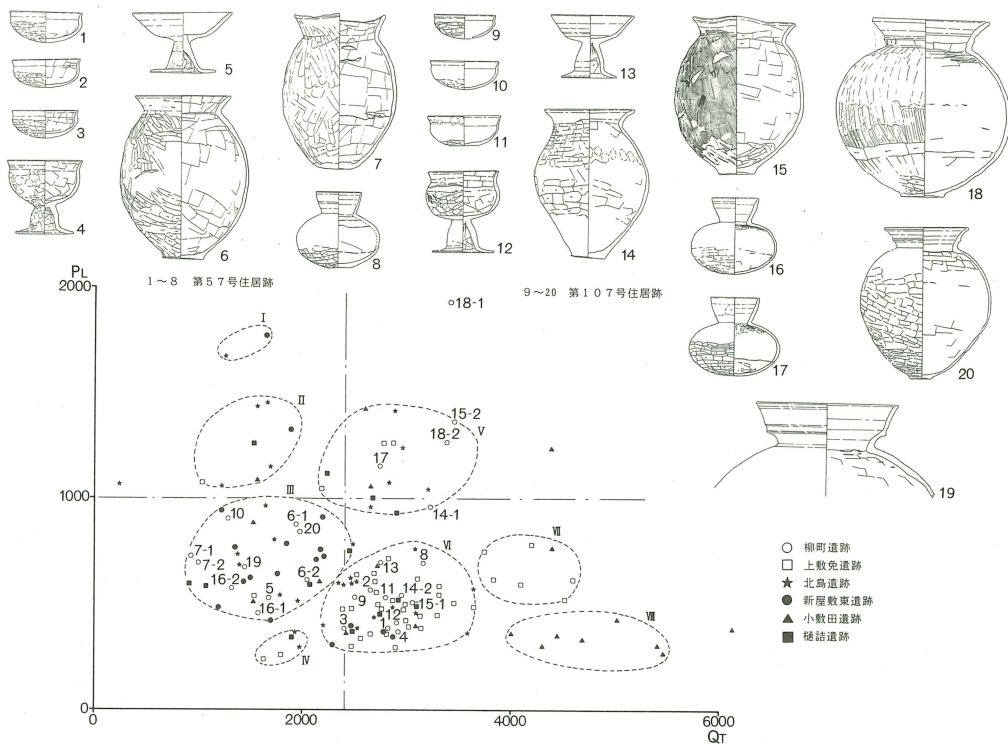 1
2
3
4
5
6
7
8
9
10
11
12
13
14
15
16
17
18
19
20
1~8 第57号住居跡
9~20 第107号住居跡
PL
2000
1000
0
0
2000
4000
6000
QT
I
II
III
IV
V
VI
VII
VIII
18-1
15-2
18-2
17
14-1
10
6-1
20
7-1
7-2
19
16-2
6-2
5
16-1
8
13
2
11
14-2
9
15-1
12
3
1
4
○ 柳町遺跡
□ 上敷免遺跡
★ 北島遺跡
● 新屋敷東遺跡
▲ 小敷田遺跡
■ 樋詰遺跡